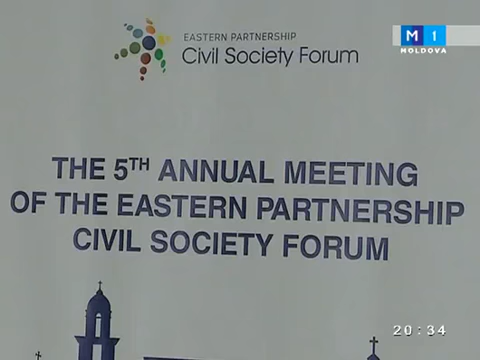 EASTERN PARTNERSHIP
Civil Society Forum
M 1
MOLDOVA
THE 5TH ANNUAL MEETING
OF THE EASTERN PARTNERSHIP
CIVIL SOCIETY FORUM
20:34